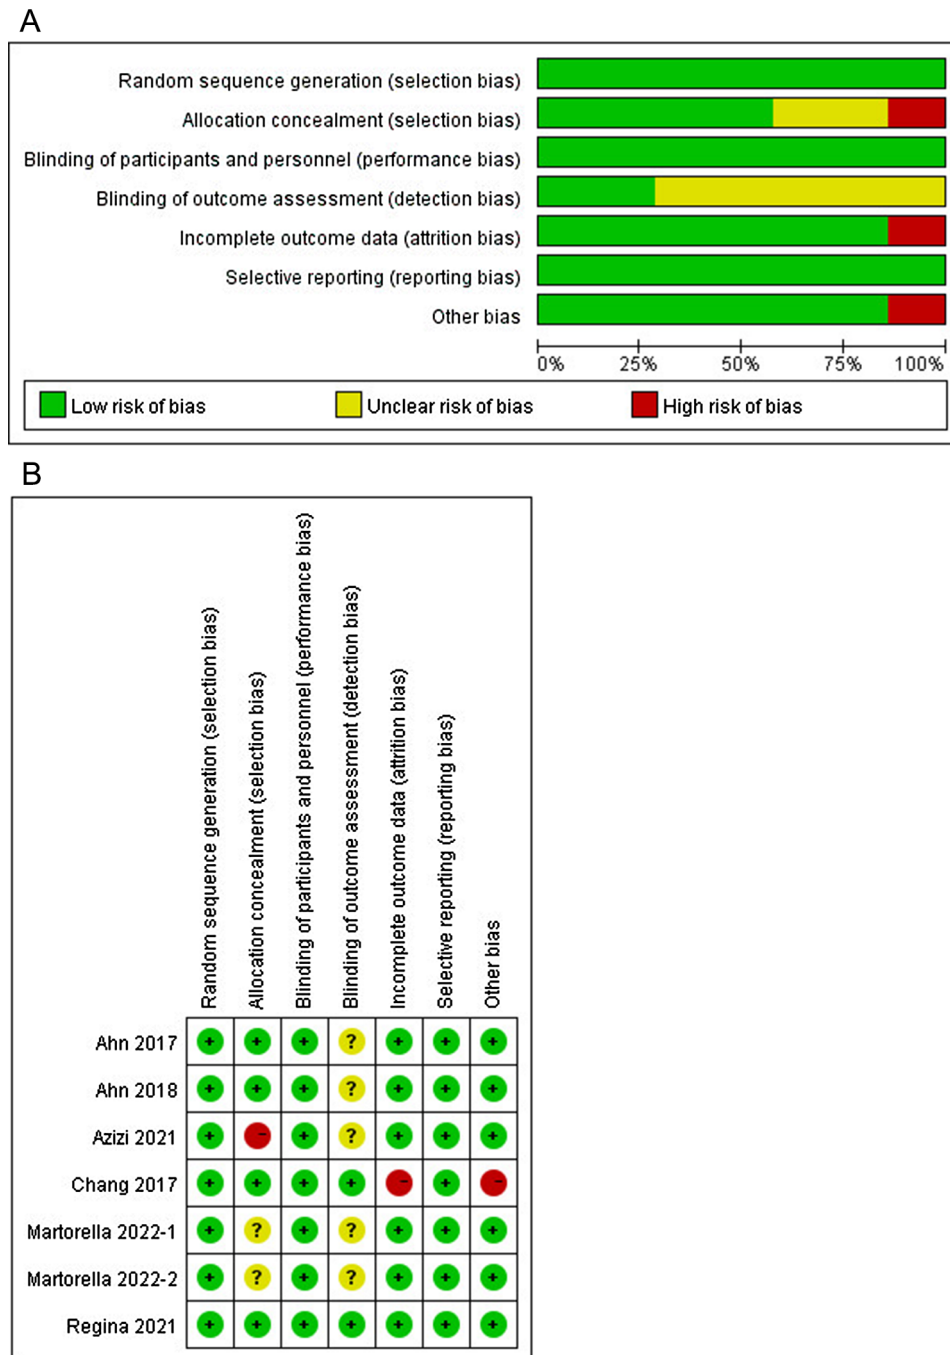 A
Random sequence generation (selection bias)
Allocation concealment (selection bias)
Blinding of participants and personnel (performance bias)
Blinding of outcome assessment (detection bias)
Incomplete outcome data (attrition bias)
Selective reporting (reporting bias)
Other bias
0% 25% 50% 75% 100%
Low risk of bias Unclear risk of bias High risk of bias
B
Random sequence generation (selection bias)
Allocation concealment (selection bias)
Blinding of participants and personnel (performance bias)
Blinding of outcome assessment (detection bias)
Incomplete outcome data (attrition bias)
Selective reporting (reporting bias)
Other bias
Ahn 2017 + + + ? + + +
Ahn 2018 + + + ? + + +
Azizi 2021 + - + ? + + +
Chang 2017 + + + + - + -
Martorella 2022-1 + ? + ? + + +
Martorella 2022-2 + ? + ? + + +
Regina 2021 + + + + + + +